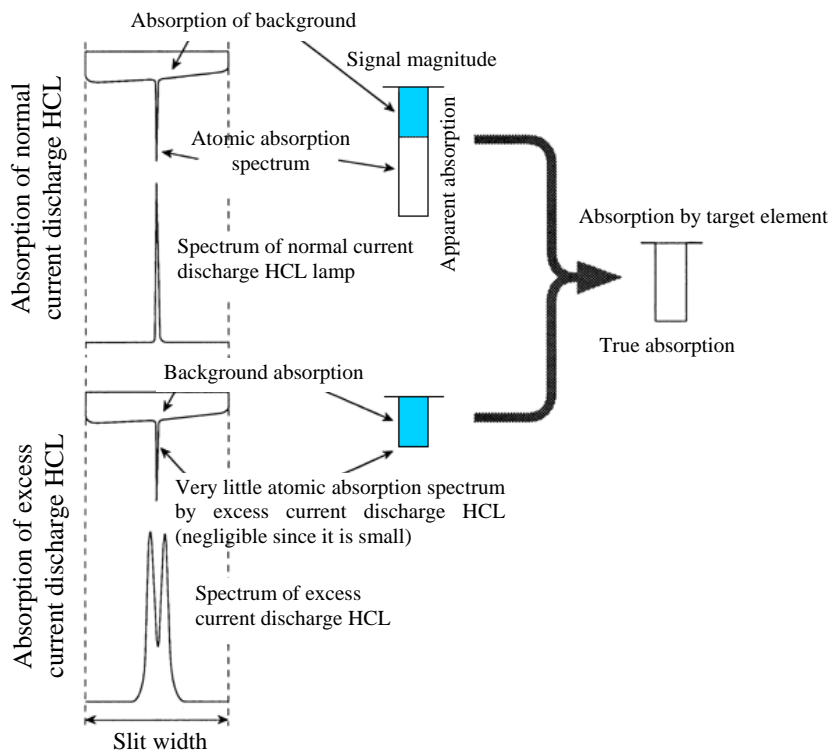 Absorption of background
Signal magnitude
Absorption of normal
current discharge HCL
Atomic absorption
spectrum
Apparent absorption
Spectrum of normal current
discharge HCL lamp
Absorption by target element
True absorption
Background absorption
Absorption of excess
current discharge HCL
Very little atomic absorption spectrum
by excess current discharge HCL
(negligible since it is small)
Spectrum of excess
current discharge HCL
Slit width